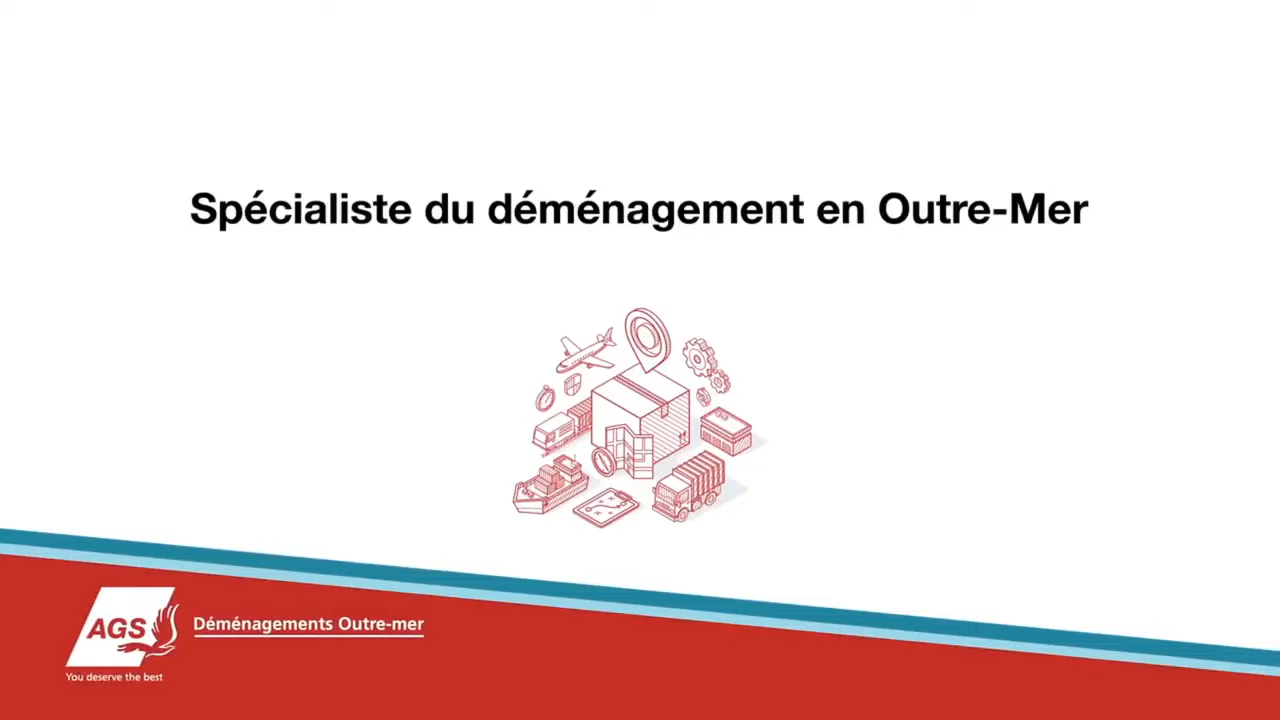 Spécialiste du déménagement en Outre-Mer
AGS
Déménagements Outre-mer
You deserve the best